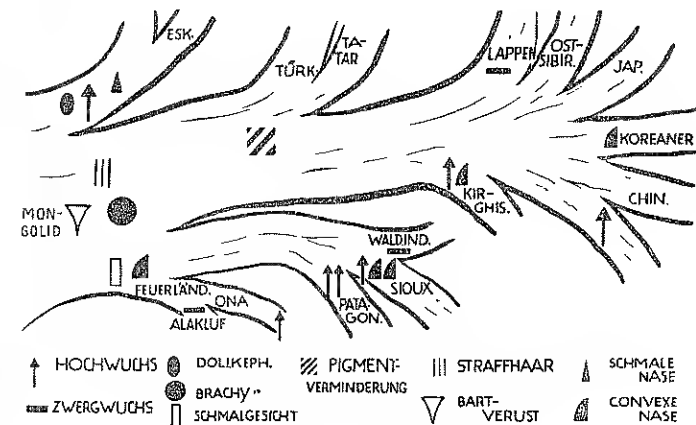 ESK.
TÜRK.
TA-
TAR
LAPPEN
OST-
SIBIR.
JAP.
KOREANER
KIR-
GHIS.
CHIN.
MON-
GOLID
WALDIND.
SIOUX
PATA-
GON.
FEUERLÄND.
ONA
ALAKLUF
HOCHWUCHS
DOLIKEPH.
PIGMENT-
VERMINDERUNG
STRAFFHAAR
SCHMALE
NASE
ZWERGWUCHS
BRACHY "
SCHMALGESICHT
BART-
VERUST
CONVEXE
NASE